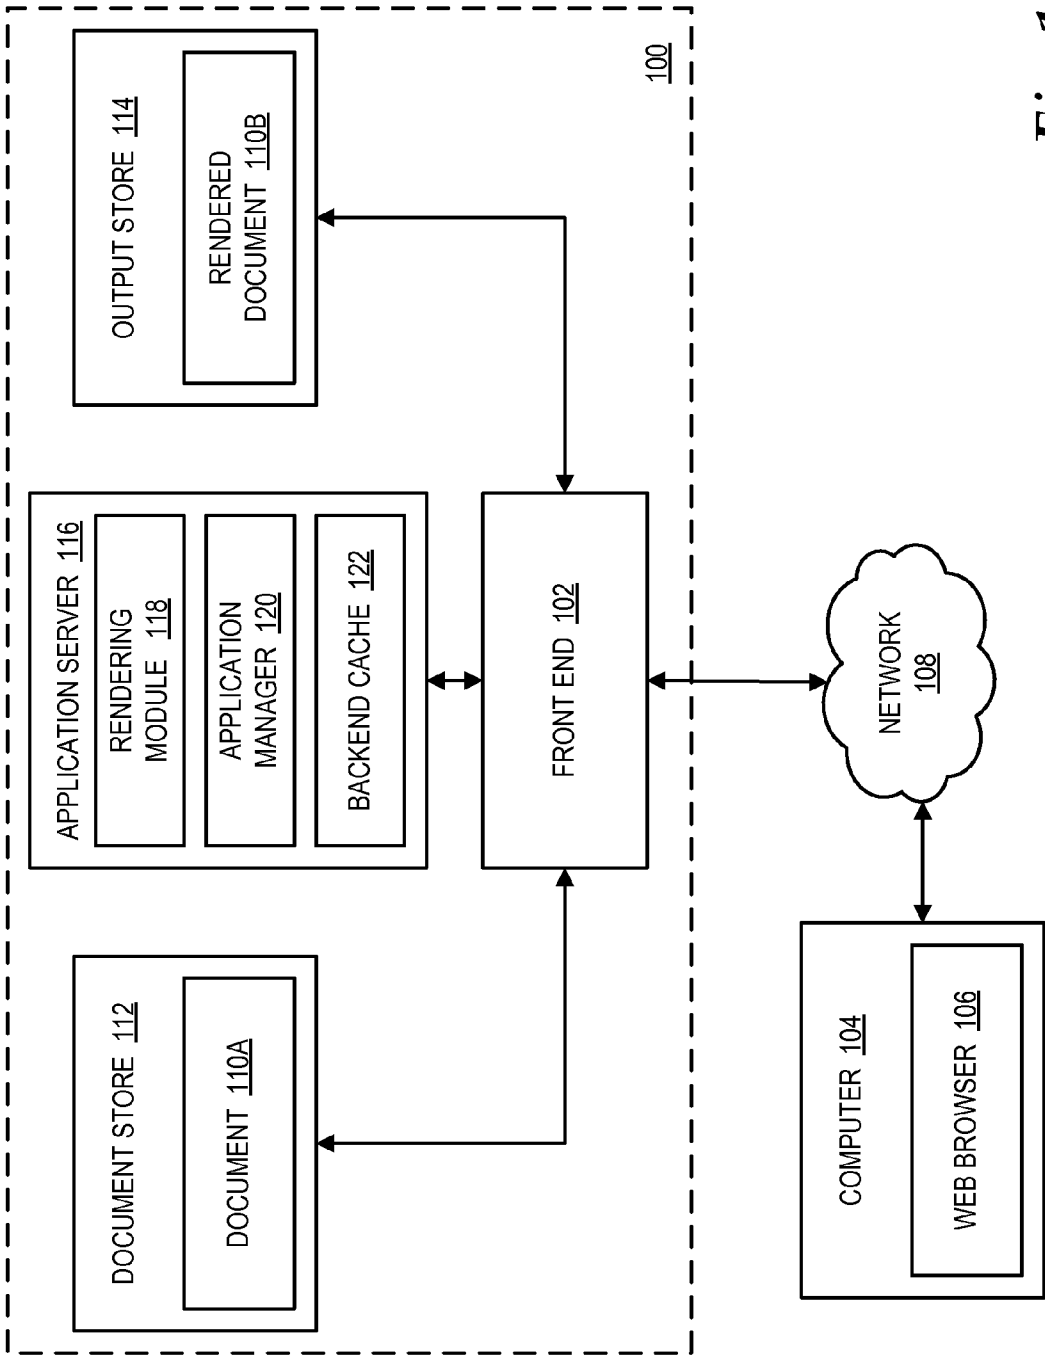 DOCUMENT STORE 112
DOCUMENT 110A
APPLICATION SERVER 116
RENDERING
MODULE 118
APPLICATION
MANAGER 120
BACKEND CACHE 122
OUTPUT STORE 114
RENDERED
DOCUMENT 110B
FRONT END 102
100
COMPUTER 104
WEB BROWSER 106
NETWORK
108